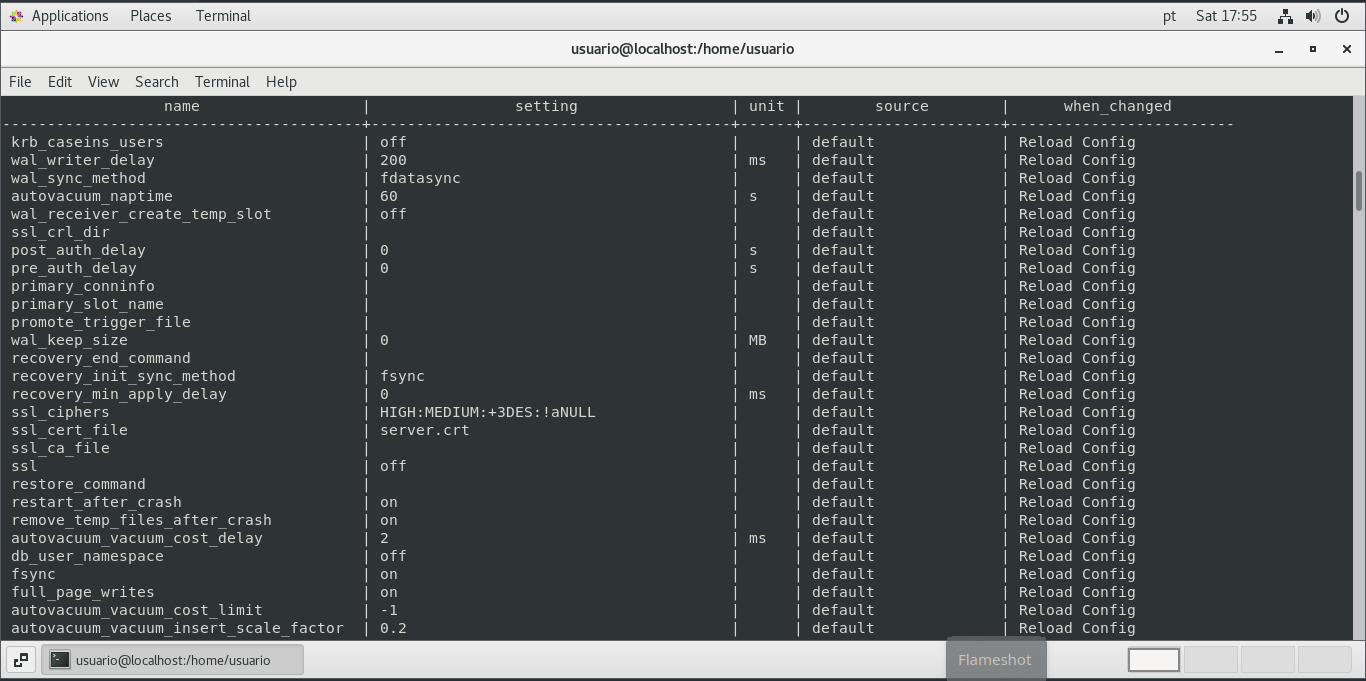 Applications Places Terminal pt Sat 17:55
usuario@localhost:/home/usuario
File Edit View Search Terminal Help
name | setting | unit | source | when_changed
----------------------------------------+----------------------------------------+------+----------------------+-------------------------
krb_caseins_users | off | | default | Reload Config
wal_writer_delay | 200 | ms | default | Reload Config
wal_sync_method | fdatasync | | default | Reload Config
autovacuum_naptime | 60 | s | default | Reload Config
wal_receiver_create_temp_slot | off | | default | Reload Config
ssl_crl_dir | | | default | Reload Config
post_auth_delay | 0 | s | default | Reload Config
pre_auth_delay | 0 | s | default | Reload Config
primary_conninfo | | | default | Reload Config
primary_slot_name | | | default | Reload Config
promote_trigger_file | | | default | Reload Config
wal_keep_size | 0 | MB | default | Reload Config
recovery_end_command | | | default | Reload Config
recovery_init_sync_method | fsync | | default | Reload Config
recovery_min_apply_delay | 0 | ms | default | Reload Config
ssl_ciphers | HIGH:MEDIUM:+3DES:!aNULL | | default | Reload Config
ssl_cert_file | server.crt | | default | Reload Config
ssl_ca_file | | | default | Reload Config
ssl | off | | default | Reload Config
restore_command | | | default | Reload Config
restart_after_crash | on | | default | Reload Config
remove_temp_files_after_crash | on | | default | Reload Config
autovacuum_vacuum_cost_delay | 2 | ms | default | Reload Config
db_user_namespace | off | | default | Reload Config
fsync | on | | default | Reload Config
full_page_writes | on | | default | Reload Config
autovacuum_vacuum_cost_limit | -1 | | default | Reload Config
autovacuum_vacuum_insert_scale_factor | 0.2 | | default | Reload Config
usuario@localhost:/home/usuario Flameshot